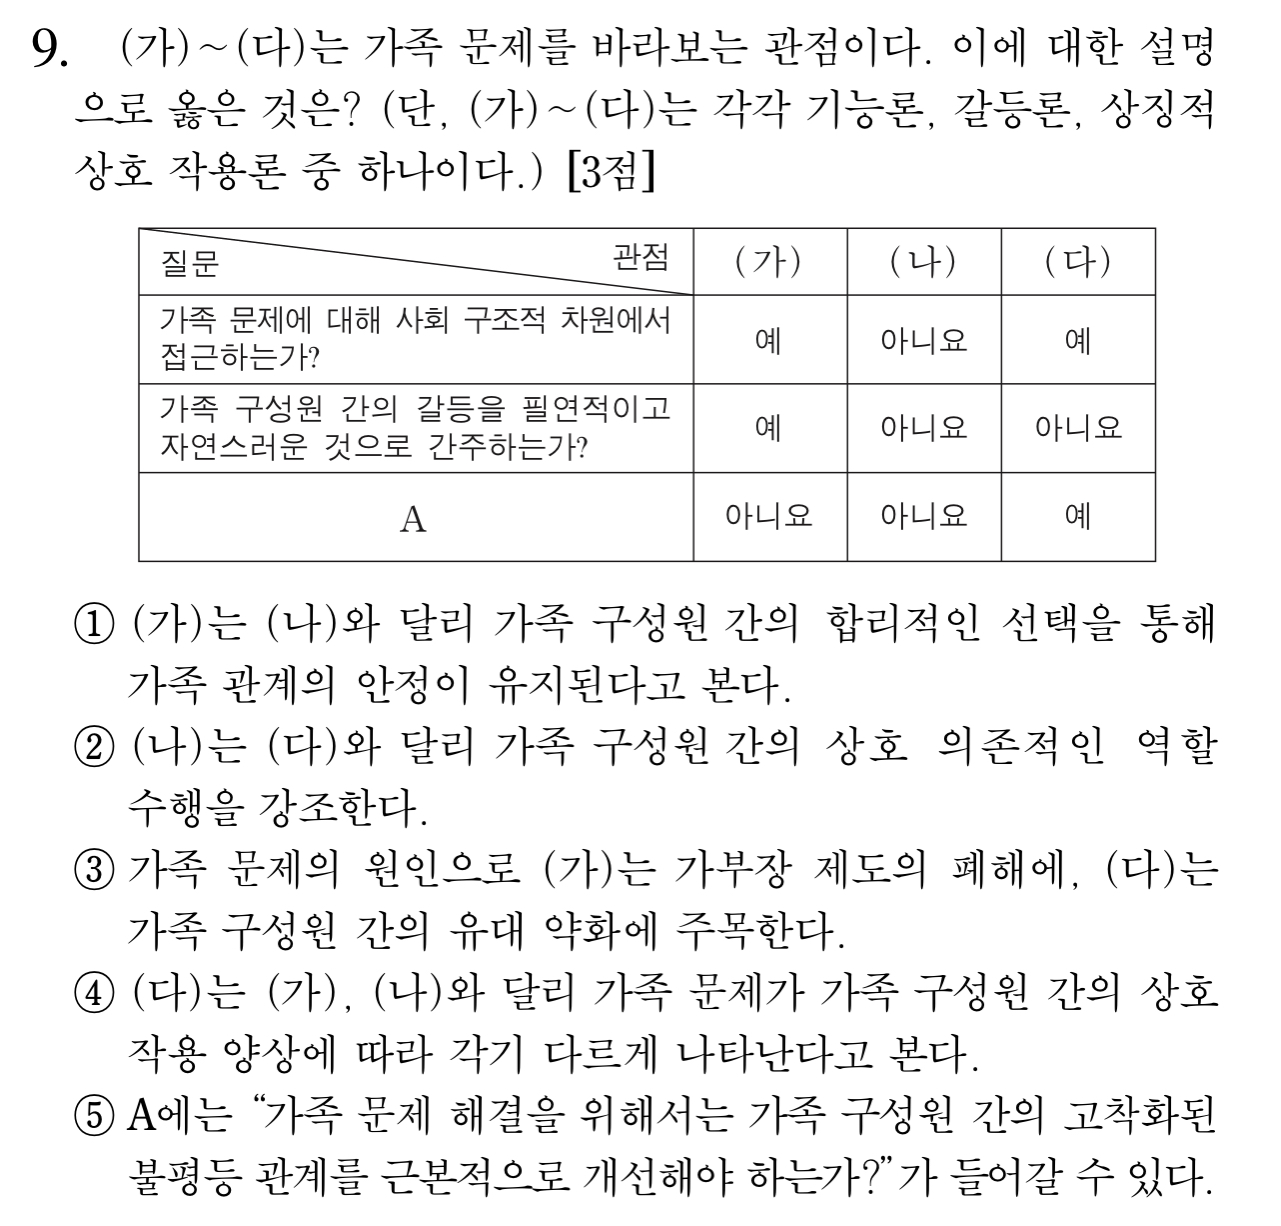 9. (가)~(다)는 가족 문제를 바라보는 관점이다. 이에 대한 설명
으로 옳은 것은? (단, (가)~(다)는 각각 기능론, 갈등론, 상징적
상호 작용론 중 하나이다.) [3점]
질문 관점 (가) (나) (다)
가족 문제에 대해 사회 구조적 차원에서
접근하는가?
예 아니요 예
가족 구성원 간의 갈등을 필연적이고
자연스러운 것으로 간주하는가?
예 아니요 아니요
A 아니요 아니요 예
① (가)는 (나)와 달리 가족 구성원 간의 합리적인 선택을 통해
가족 관계의 안정이 유지된다고 본다.
② (나)는 (다)와 달리 가족 구성원 간의 상호 의존적인 역할
수행을 강조한다.
③ 가족 문제의 원인으로 (가)는 가부장 제도의 폐해에, (다)는
가족 구성원 간의 유대 약화에 주목한다.
④ (다)는 (가), (나)와 달리 가족 문제가 가족 구성원 간의 상호
작용 양상에 따라 각기 다르게 나타난다고 본다.
⑤ A에는 “가족 문제 해결을 위해서는 가족 구성원 간의 고착화된
불평등 관계를 근본적으로 개선해야 하는가?”가 들어갈 수 있다.